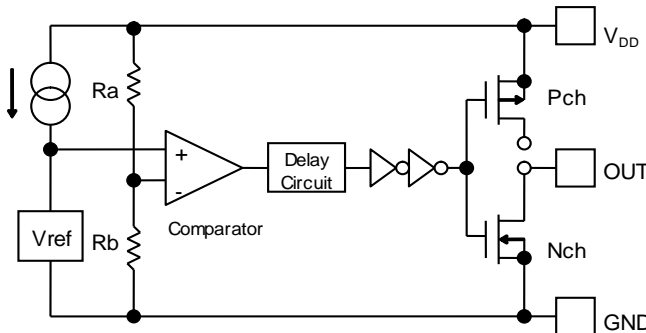 V_DD
Ra
Pch
+
-
Delay
Circuit
OUT
Vref
Rb
Comparator
Nch
GND